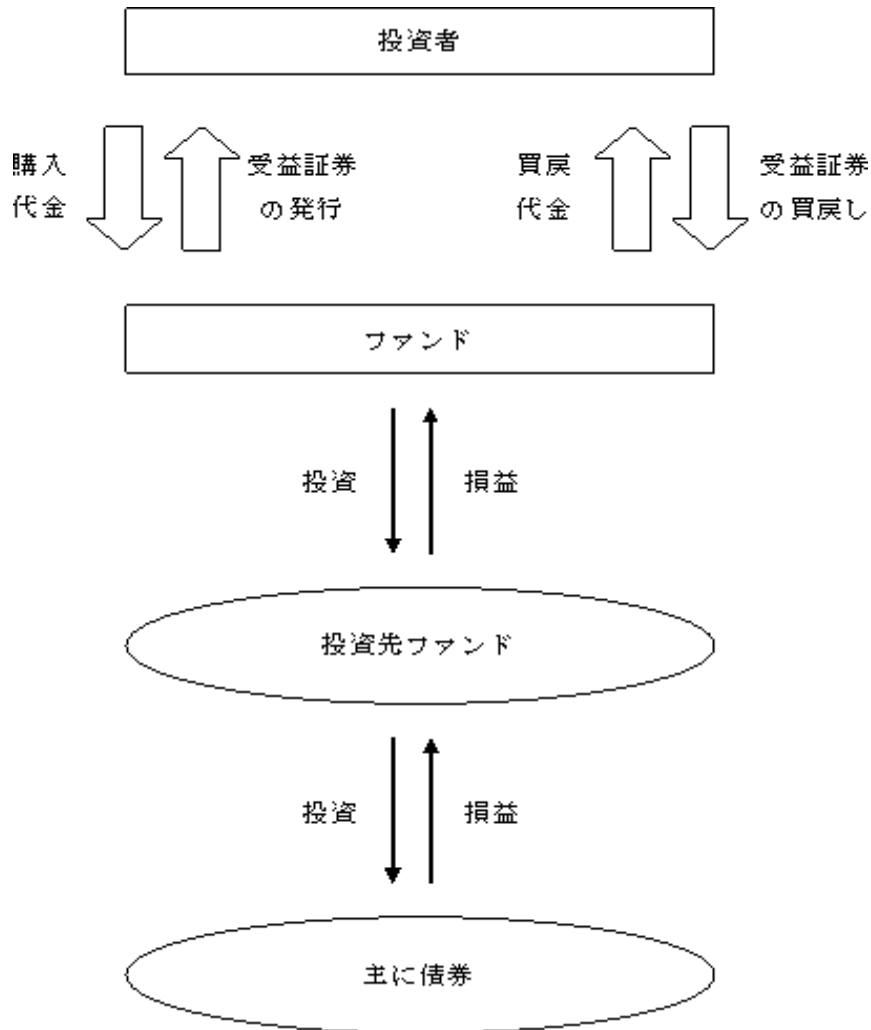 投資者
購入
代金
受益証券
の発行
買戻
代金
受益証券
の買戻し
ファンド
投資
損益
投資先ファンド
投資
損益
主に債券